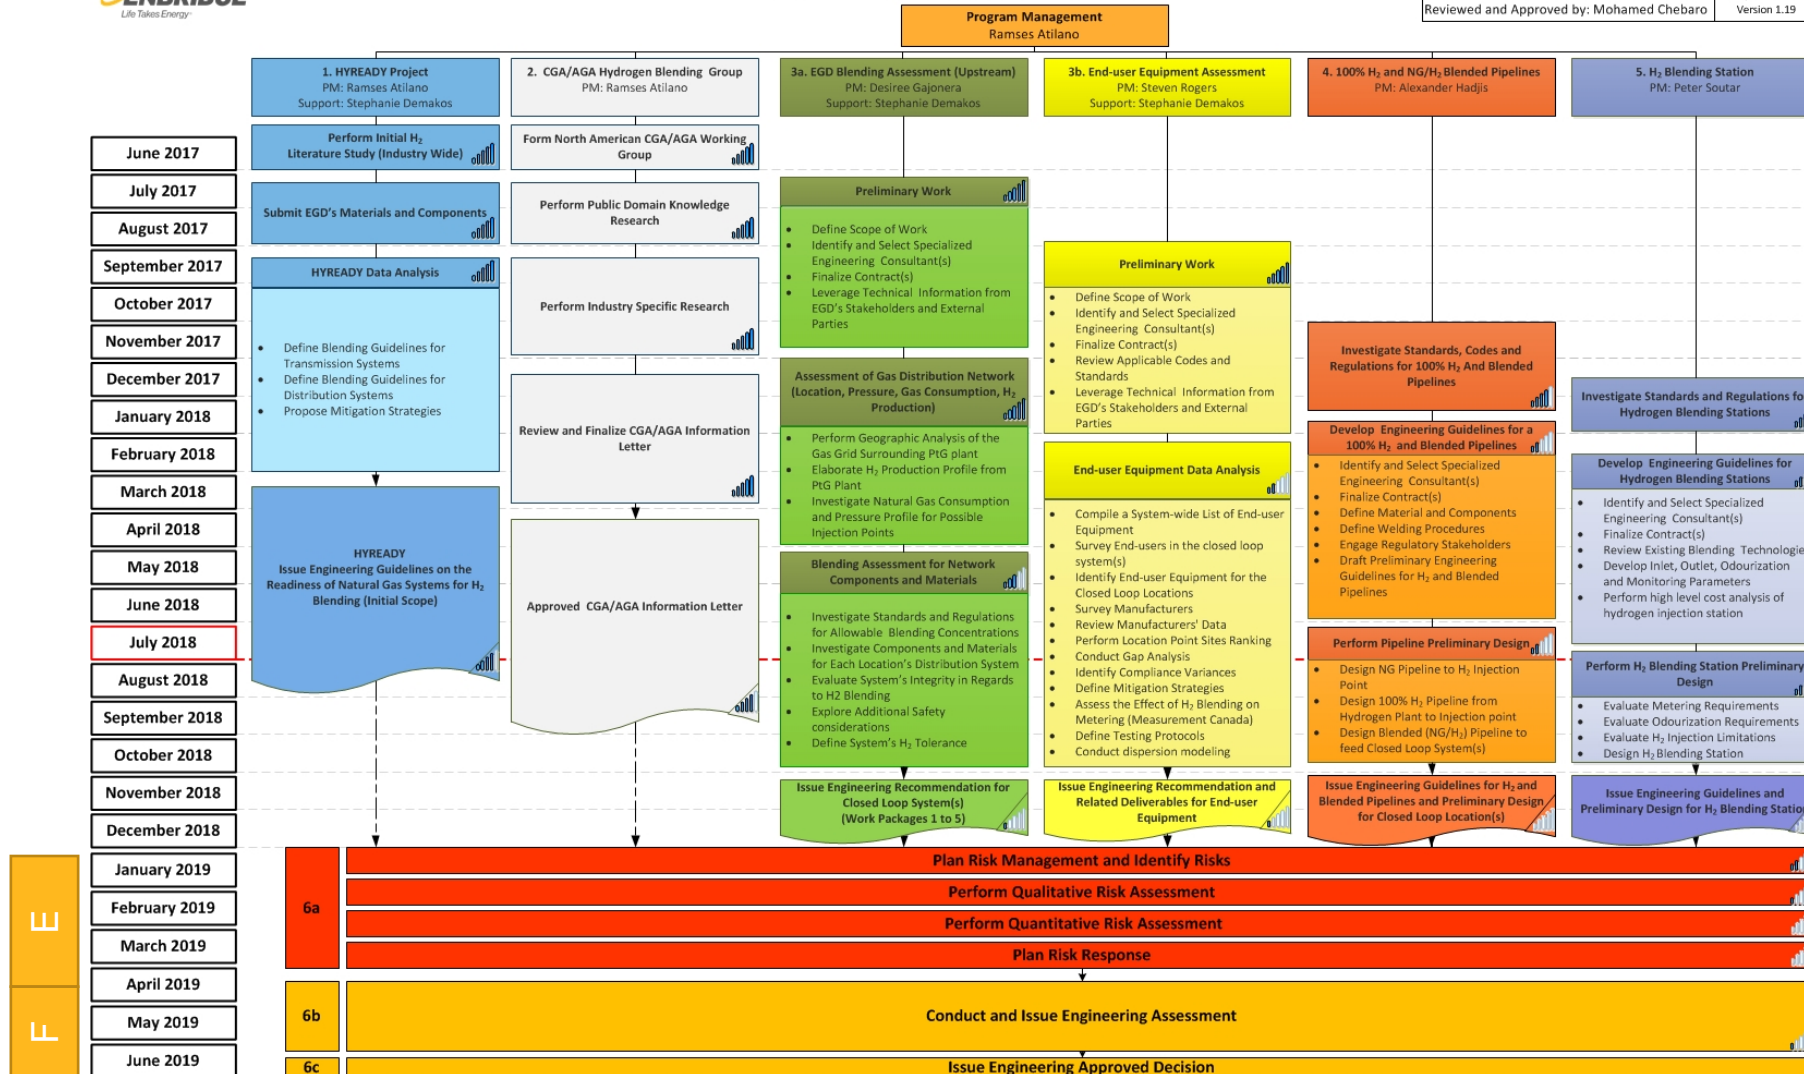 ENBRIDGE
Life Takes Energy™
Reviewed and Approved by: Mohamed Chebaro
Version 1.19
Program Management
Ramses Atilano
1. HYREADY Project
PM: Ramses Atilano
Support: Stephanie Demakos
2. CGA/AGA Hydrogen Blending Group
PM: Ramses Atilano
3a. EGD Blending Assessment (Upstream)
PM: Desiree Gajonera
Support: Stephanie Demakos
3b. End-user Equipment Assessment
PM: Steven Rogers
Support: Stephanie Demakos
4. 100% H₂ and NG/H₂ Blended Pipelines
PM: Alexander Hadjis
5. H₂ Blending Station
PM: Peter Soutar
June 2017
July 2017
August 2017
September 2017
October 2017
November 2017
December 2017
January 2018
February 2018
March 2018
April 2018
May 2018
June 2018
July 2018
August 2018
September 2018
October 2018
November 2018
December 2018
January 2019
February 2019
March 2019
April 2019
May 2019
June 2019
Perform Initial H₂
Literature Study (Industry Wide)
Submit EGD's Materials and Components
HYREADY Data Analysis
• Define Blending Guidelines for
Transmission Systems
• Define Blending Guidelines for
Distribution Systems
• Propose Mitigation Strategies
HYREADY
Issue Engineering Guidelines on the
Readiness of Natural Gas Systems for H₂
Blending (Initial Scope)
Form North American CGA/AGA Working
Group
Perform Public Domain Knowledge
Research
Perform Industry Specific Research
Review and Finalize CGA/AGA Information
Letter
Approved CGA/AGA Information Letter
Preliminary Work
• Define Scope of Work
• Identify and Select Specialized
Engineering Consultant(s)
• Finalize Contract(s)
• Leverage Technical Information from
EGD's Stakeholders and External
Parties
Assessment of Gas Distribution Network
(Location, Pressure, Gas Consumption, H₂
Production)
• Perform Geographic Analysis of the
Gas Grid Surrounding PtG plant
• Elaborate H₂ Production Profile from
PtG Plant
• Investigate Natural Gas Consumption
and Pressure Profile for Possible
Injection Points
Blending Assessment for Network
Components and Materials
• Investigate Standards and Regulations
for Allowable Blending Concentrations
• Investigate Components and Materials
for Each Location's Distribution System
• Evaluate System's Integrity in Regards
to H2 Blending
• Explore Additional Safety
considerations
• Define System's H₂ Tolerance
Issue Engineering Recommendation for
Closed Loop System(s)
(Work Packages 1 to 5)
Preliminary Work
• Define Scope of Work
• Identify and Select Specialized
Engineering Consultant(s)
• Finalize Contract(s)
• Review Applicable Codes and
Standards
• Leverage Technical Information from
EGD's Stakeholders and External
Parties
End-user Equipment Data Analysis
• Compile a System-wide List of End-user
Equipment
• Survey End-users in the closed loop
system(s)
• Identify End-user Equipment for the
Closed Loop Locations
• Survey Manufacturers
• Review Manufacturers' Data
• Perform Location Point Sites Ranking
• Conduct Gap Analysis
• Identify Compliance Variances
• Define Mitigation Strategies
• Assess the Effect of H₂ Blending on
Metering (Measurement Canada)
• Define Testing Protocols
• Conduct dispersion modeling
Issue Engineering Recommendation and
Related Deliverables for End-user
Equipment
Investigate Standards, Codes and
Regulations for 100% H₂ And Blended
Pipelines
Develop Engineering Guidelines for a
100% H₂ and Blended Pipelines
• Identify and Select Specialized
Engineering Consultant(s)
• Finalize Contract(s)
• Define Material and Components
• Define Welding Procedures
• Engage Regulatory Stakeholders
• Draft Preliminary Engineering
Guidelines for H₂ and Blended
Pipelines
Perform Pipeline Preliminary Design
• Design NG Pipeline to H₂ Injection
Point
• Design 100% H₂ Pipeline from
Hydrogen Plant to Injection point
• Design Blended (NG/H₂) Pipeline to
feed Closed Loop System(s)
Issue Engineering Guidelines for H₂ and
Blended Pipelines and Preliminary Design
for Closed Loop Location(s)
Investigate Standards and Regulations fo
Hydrogen Blending Stations
Develop Engineering Guidelines for
Hydrogen Blending Stations
• Identify and Select Specialized
Engineering Consultant(s)
• Finalize Contract(s)
• Review Existing Blending Technologie
• Develop Inlet, Outlet, Odourization
and Monitoring Parameters
• Perform high level cost analysis of
hydrogen injection station
Perform H₂ Blending Station Preliminary
Design
• Evaluate Metering Requirements
• Evaluate Odourization Requirements
• Evaluate H₂ Injection Limitations
• Design H₂ Blending Station
Issue Engineering Guidelines and
Preliminary Design for H₂ Blending Statio
E
F
6a
Plan Risk Management and Identify Risks
Perform Qualitative Risk Assessment
Perform Quantitative Risk Assessment
Plan Risk Response
6b
Conduct and Issue Engineering Assessment
6c
Issue Engineering Approved Decision